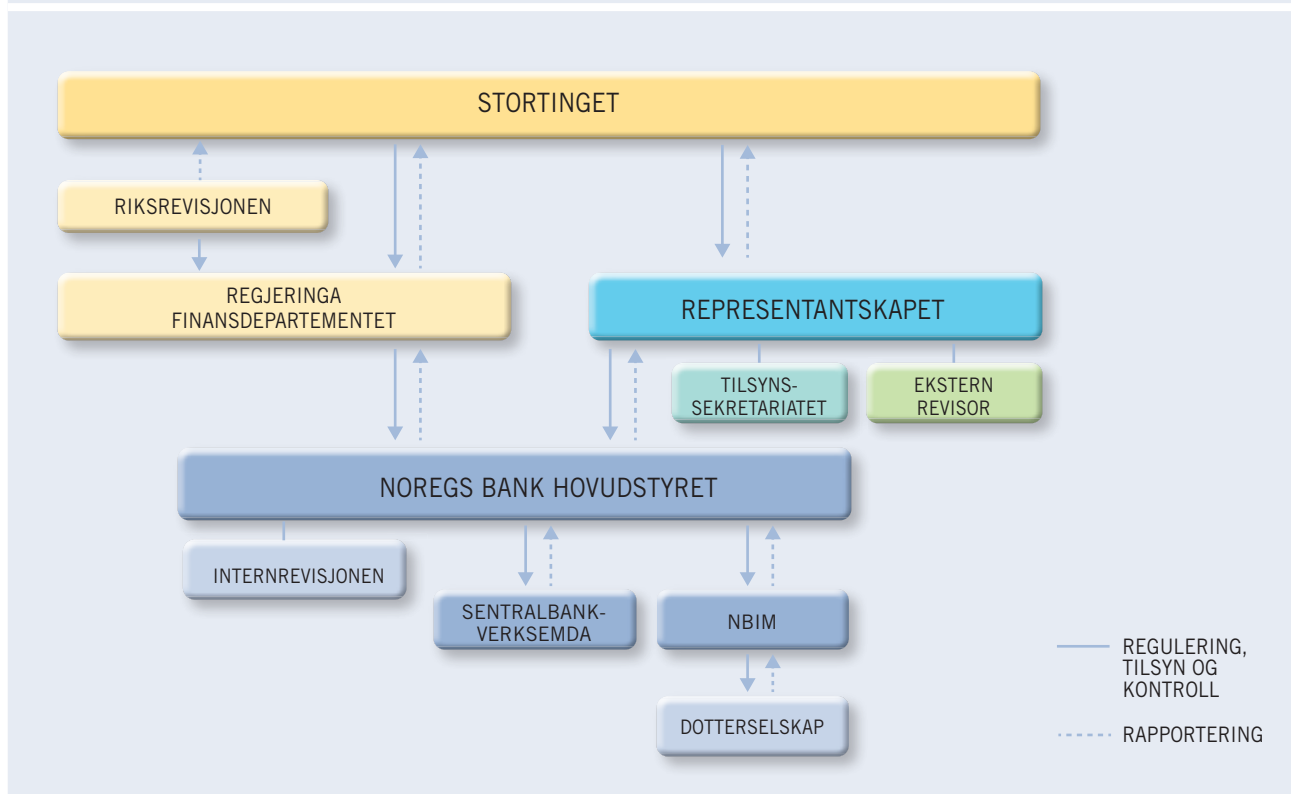 STORTINGET
RIKSREVISJONEN
REGJERINGA
FINANSDEPARTEMENTET
REPRESENTANTSKAPET
TILSYNS-
SEKRETARIATET
EKSTERN
REVISOR
NOREGS BANK HOVUDSTYRET
INTERNREVISJONEN
SENTRALBANK-
VERKSEMDA
NBIM
DOTTERSELSKAP
REGULERING,
TILSYN OG
KONTROLL
RAPPORTERING